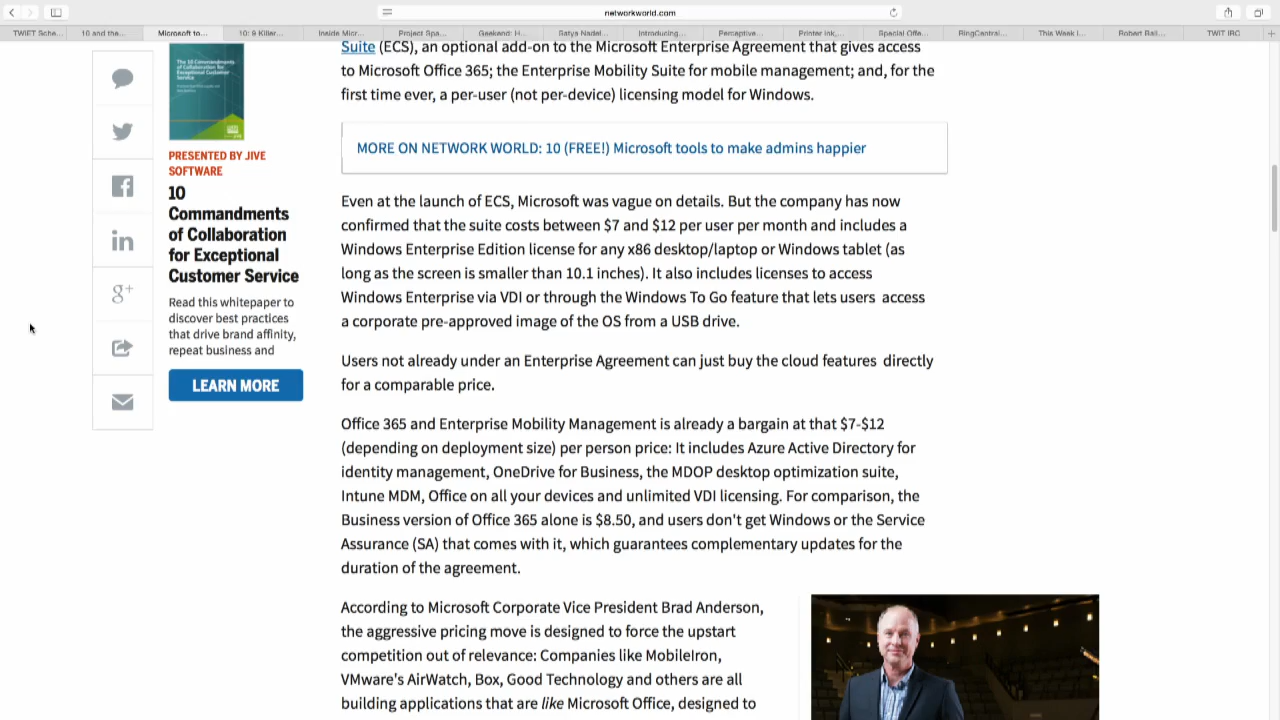 networkworld.com
TWIET Sche...
10 and the...
Microsoft to...
10: 9 Killer...
Inside Micr...
Project Spa...
Geekend: H...
Satya Nadel...
Introducing...
Perceptive...
Printer ink,...
Special Offe...
RingCentral...
This Week i...
Robert Ball...
TWIT IRC
Suite (ECS), an optional add-on to the Microsoft Enterprise Agreement that gives access
to Microsoft Office 365; the Enterprise Mobility Suite for mobile management; and, for the
first time ever, a per-user (not per-device) licensing model for Windows.
MORE ON NETWORK WORLD: 10 (FREE!) Microsoft tools to make admins happier
The 10 Commandments
of Collaboration for
Exceptional Customer
Service
PRESENTED BY JIVE
SOFTWARE
10
Commandments
of Collaboration
for Exceptional
Customer Service
Read this whitepaper to
discover best practices
that drive brand affinity,
repeat business and
LEARN MORE
g+
Even at the launch of ECS, Microsoft was vague on details. But the company has now
confirmed that the suite costs between $7 and $12 per user per month and includes a
Windows Enterprise Edition license for any x86 desktop/laptop or Windows tablet (as
long as the screen is smaller than 10.1 inches). It also includes licenses to access
Windows Enterprise via VDI or through the Windows To Go feature that lets users access
a corporate pre-approved image of the OS from a USB drive.
Users not already under an Enterprise Agreement can just buy the cloud features directly
for a comparable price.
Office 365 and Enterprise Mobility Management is already a bargain at that $7-$12
(depending on deployment size) per person price: It includes Azure Active Directory for
identity management, OneDrive for Business, the MDOP desktop optimization suite,
Intune MDM, Office on all your devices and unlimited VDI licensing. For comparison, the
Business version of Office 365 alone is $8.50, and users don't get Windows or the Service
Assurance (SA) that comes with it, which guarantees complementary updates for the
duration of the agreement.
According to Microsoft Corporate Vice President Brad Anderson,
the aggressive pricing move is designed to force the upstart
competition out of relevance: Companies like MobileIron,
VMware's AirWatch, Box, Good Technology and others are all
building applications that are like Microsoft Office, designed to